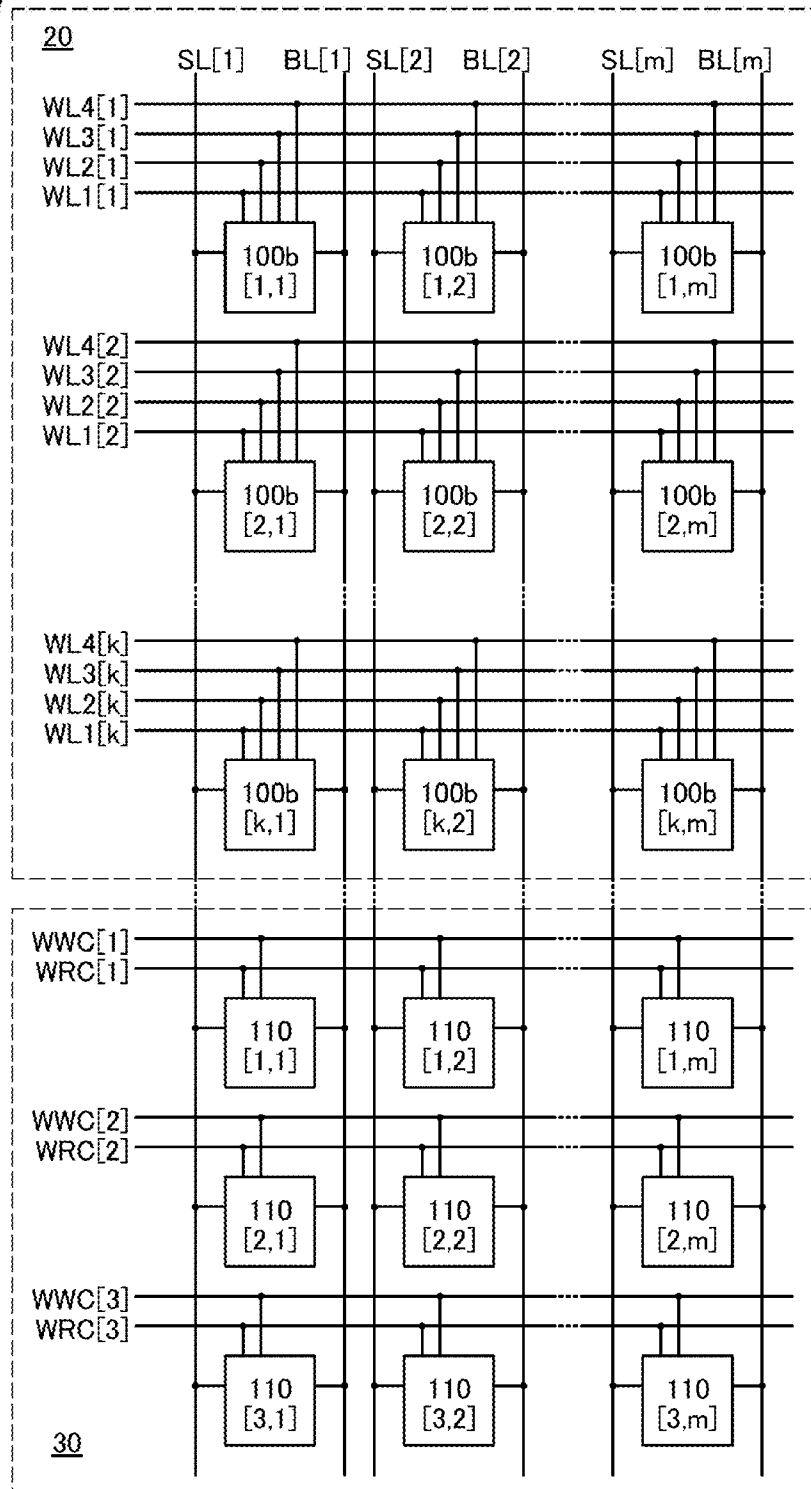 20
SL[1] BL[1] SL[2] BL[2] SL[m] BL[m]
WL4[1]
WL3[1]
WL2[1]
WL1[1]
100b 100b 100b
[1,1] [1,2] [1,m]
WL4[2]
WL3[2]
WL2[2]
WL1[2]
100b 100b 100b
[2,1] [2,2] [2,m]
WL4[k]
WL3[k]
WL2[k]
WL1[k]
100b 100b 100b
[k,1] [k,2] [k,m]
WWC[1]
WRC[1]
110 110 110
[1,1] [1,2] [1,m]
WWC[2]
WRC[2]
110 110 110
[2,1] [2,2] [2,m]
WWC[3]
WRC[3]
110 110 110
[3,1] [3,2] [3,m]
30